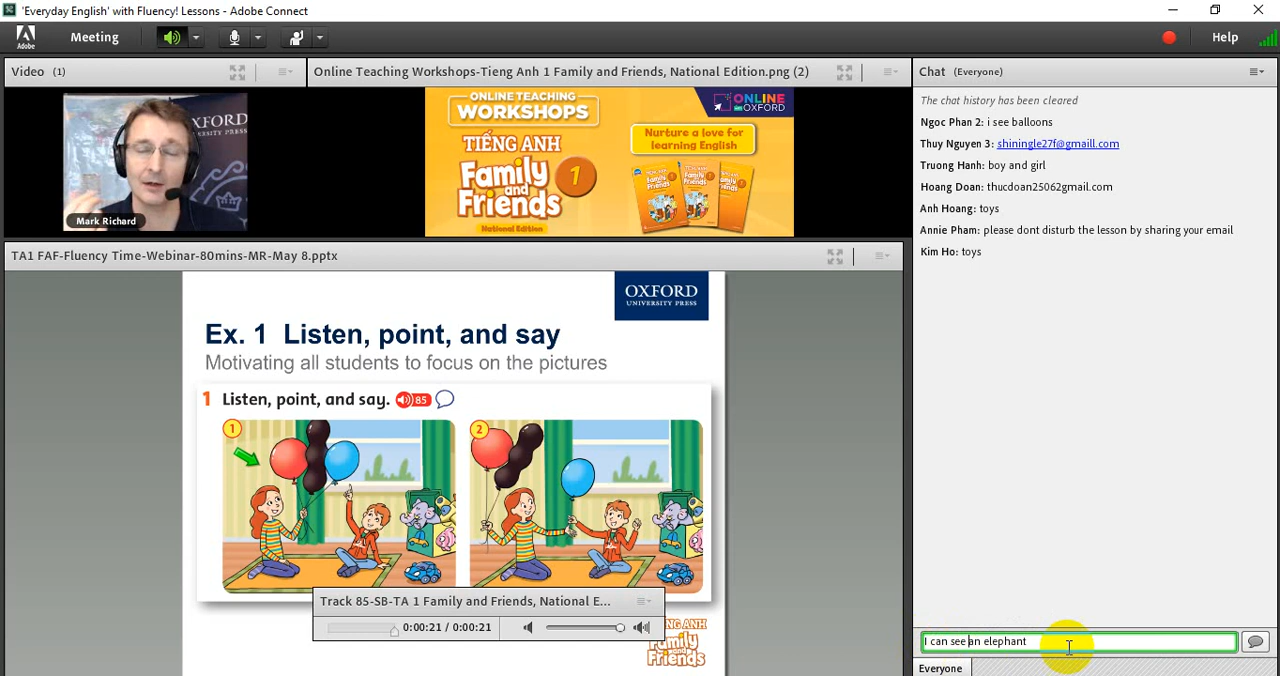 'Everyday English' with Fluency! Lessons - Adobe Connect
Adobe
Meeting
Help
Video (1)
Online Teaching Workshops-Tieng Anh 1 Family and Friends, National Edition.png (2)
Chat (Everyone)
OXFORD
UNIVERSITY PRESS
Mark Richard
ONLINE TEACHING
WORKSHOPS
TIẾNG ANH
Family
and
Friends
1
National Edition
ONLINE
OXFORD
Nurture a love for
learning English
The chat history has been cleared
Ngoc Phan 2: i see balloons
Thuy Nguyen 3: shiningle27f@gmaill.com
Truong Hanh: boy and girl
Hoang Doan: thucdoan25062gmail.com
Anh Hoang: toys
Annie Pham: please dont disturb the lesson by sharing your email
Kim Ho: toys
TA1 FAF-Fluency Time-Webinar-80mins-MR-May 8.pptx
OXFORD
UNIVERSITY PRESS
Ex. 1 Listen, point, and say
Motivating all students to focus on the pictures
1 Listen, point, and say. 85
1
2
Track 85-SB-TA 1 Family and Friends, National E...
0:00:21 / 0:00:21
Family
and
Friends
I can see an elephant
Everyone